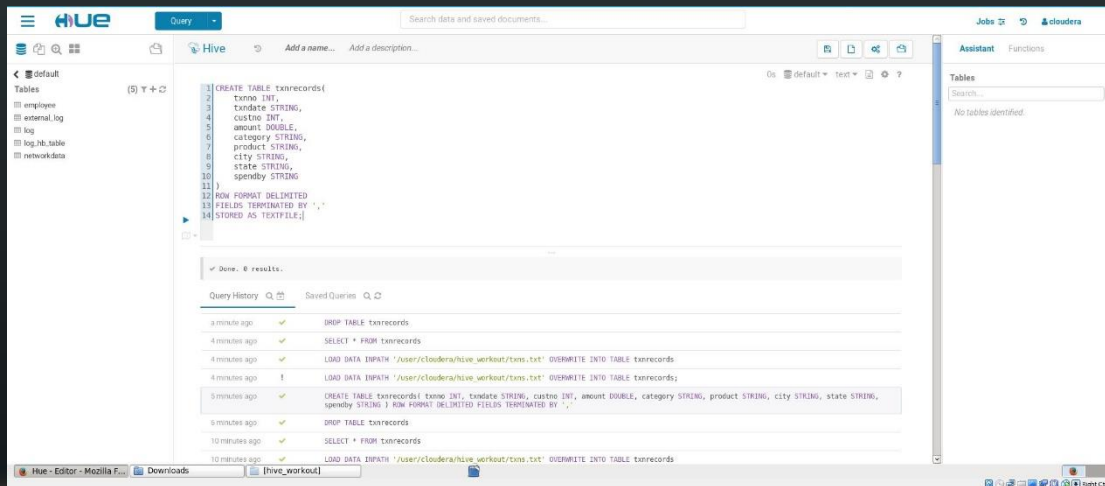 HUE
Query
Search data and saved documents...
Jobs
cloudera
Hive
Add a name...
Add a description...
Assistant
Functions
default
Tables
(5)
employee
external_log
log
log_hb_table
networkdata
0s
default
text
?
1 CREATE TABLE txnrecords(
2 txnno INT,
3 txndate STRING,
4 custno INT,
5 amount DOUBLE,
6 category STRING,
7 product STRING,
8 city STRING,
9 state STRING,
10 spendby STRING
11 )
12 ROW FORMAT DELIMITED
13 FIELDS TERMINATED BY ','
14 STORED AS TEXTFILE;
Tables
Search...
No tables identified.
Done. 0 results.
Query History
Saved Queries
a minute ago DROP TABLE txnrecords
4 minutes ago SELECT * FROM txnrecords
4 minutes ago LOAD DATA INPATH '/user/cloudera/hive_workout/txns.txt' OVERWRITE INTO TABLE txnrecords
4 minutes ago ! LOAD DATA INPATH '/user/cloudera/hive_workout/txns.txt' OVERWRITE INTO TABLE txnrecords;
5 minutes ago CREATE TABLE txnrecords( txnno INT, txndate STRING, custno INT, amount DOUBLE, category STRING, product STRING, city STRING, state STRING,
spendby STRING ) ROW FORMAT DELIMITED FIELDS TERMINATED BY ','
6 minutes ago DROP TABLE txnrecords
10 minutes ago SELECT * FROM txnrecords
10 minutes ago LOAD DATA INPATH '/user/cloudera/hive_workout/txns.txt' OVERWRITE INTO TABLE txnrecords
Hue - Editor - Mozilla F...
Downloads
[hive_workout]
Right Ct